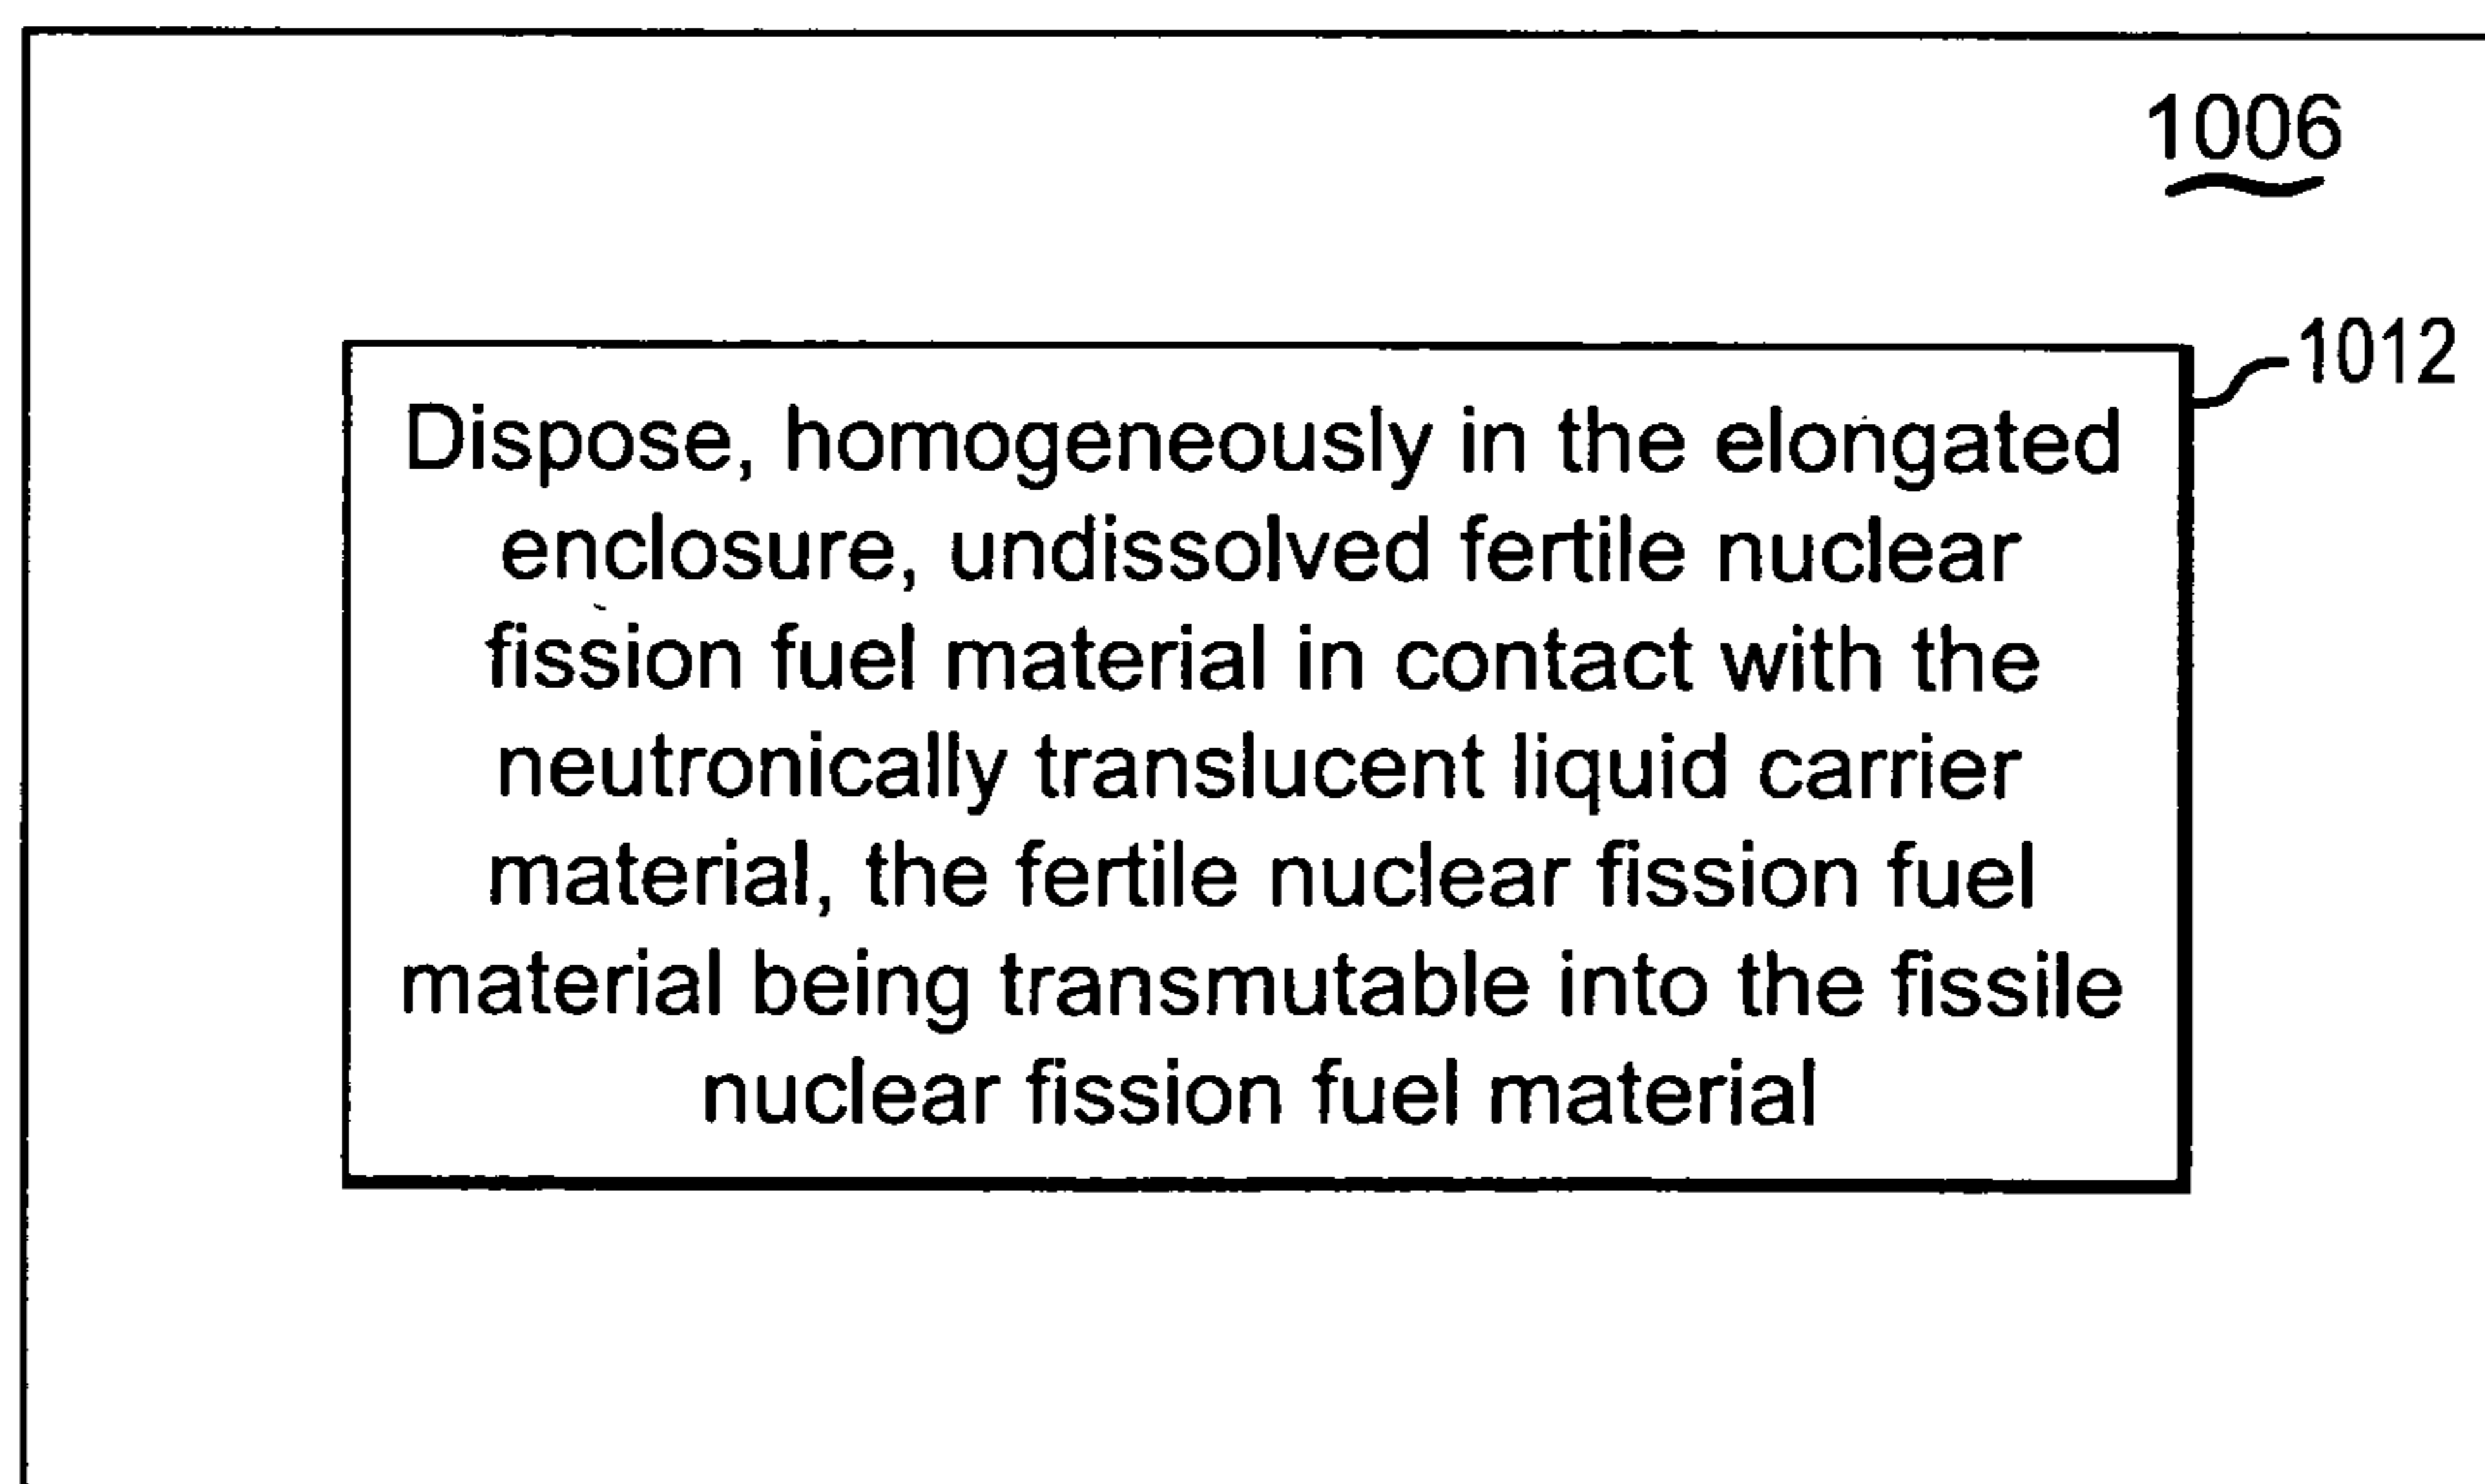 1006
1012
Dispose, homogeneously in the elongated
enclosure, undissolved fertile nuclear
fission fuel material in contact with the
neutronically translucent liquid carrier
material, the fertile nuclear fission fuel
material being transmutable into the fissile
nuclear fission fuel material